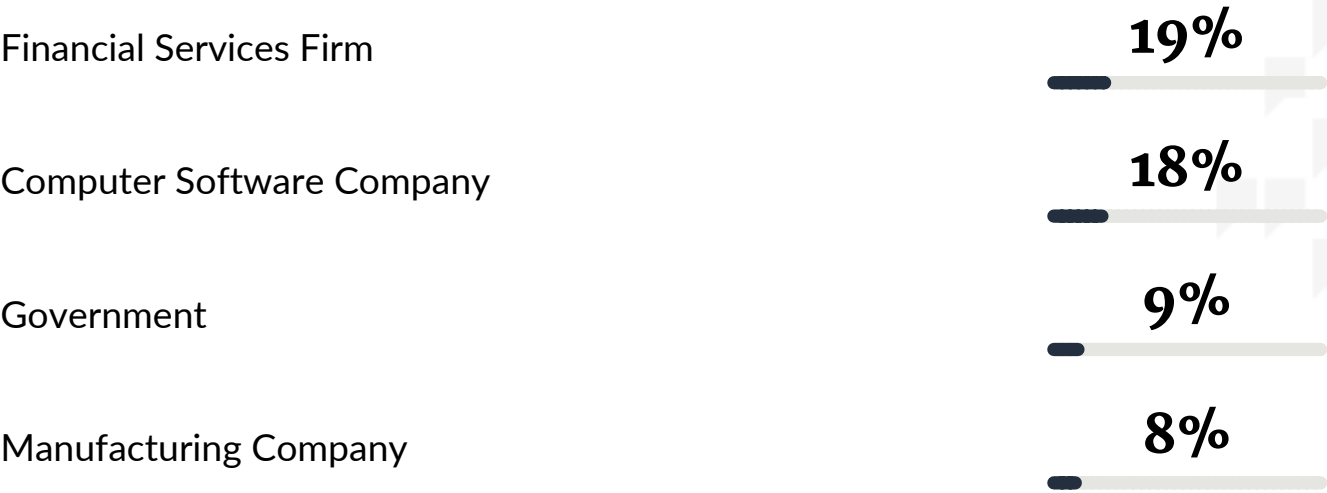 Financial Services Firm 19%
Computer Software Company 18%
Government 9%
Manufacturing Company 8%